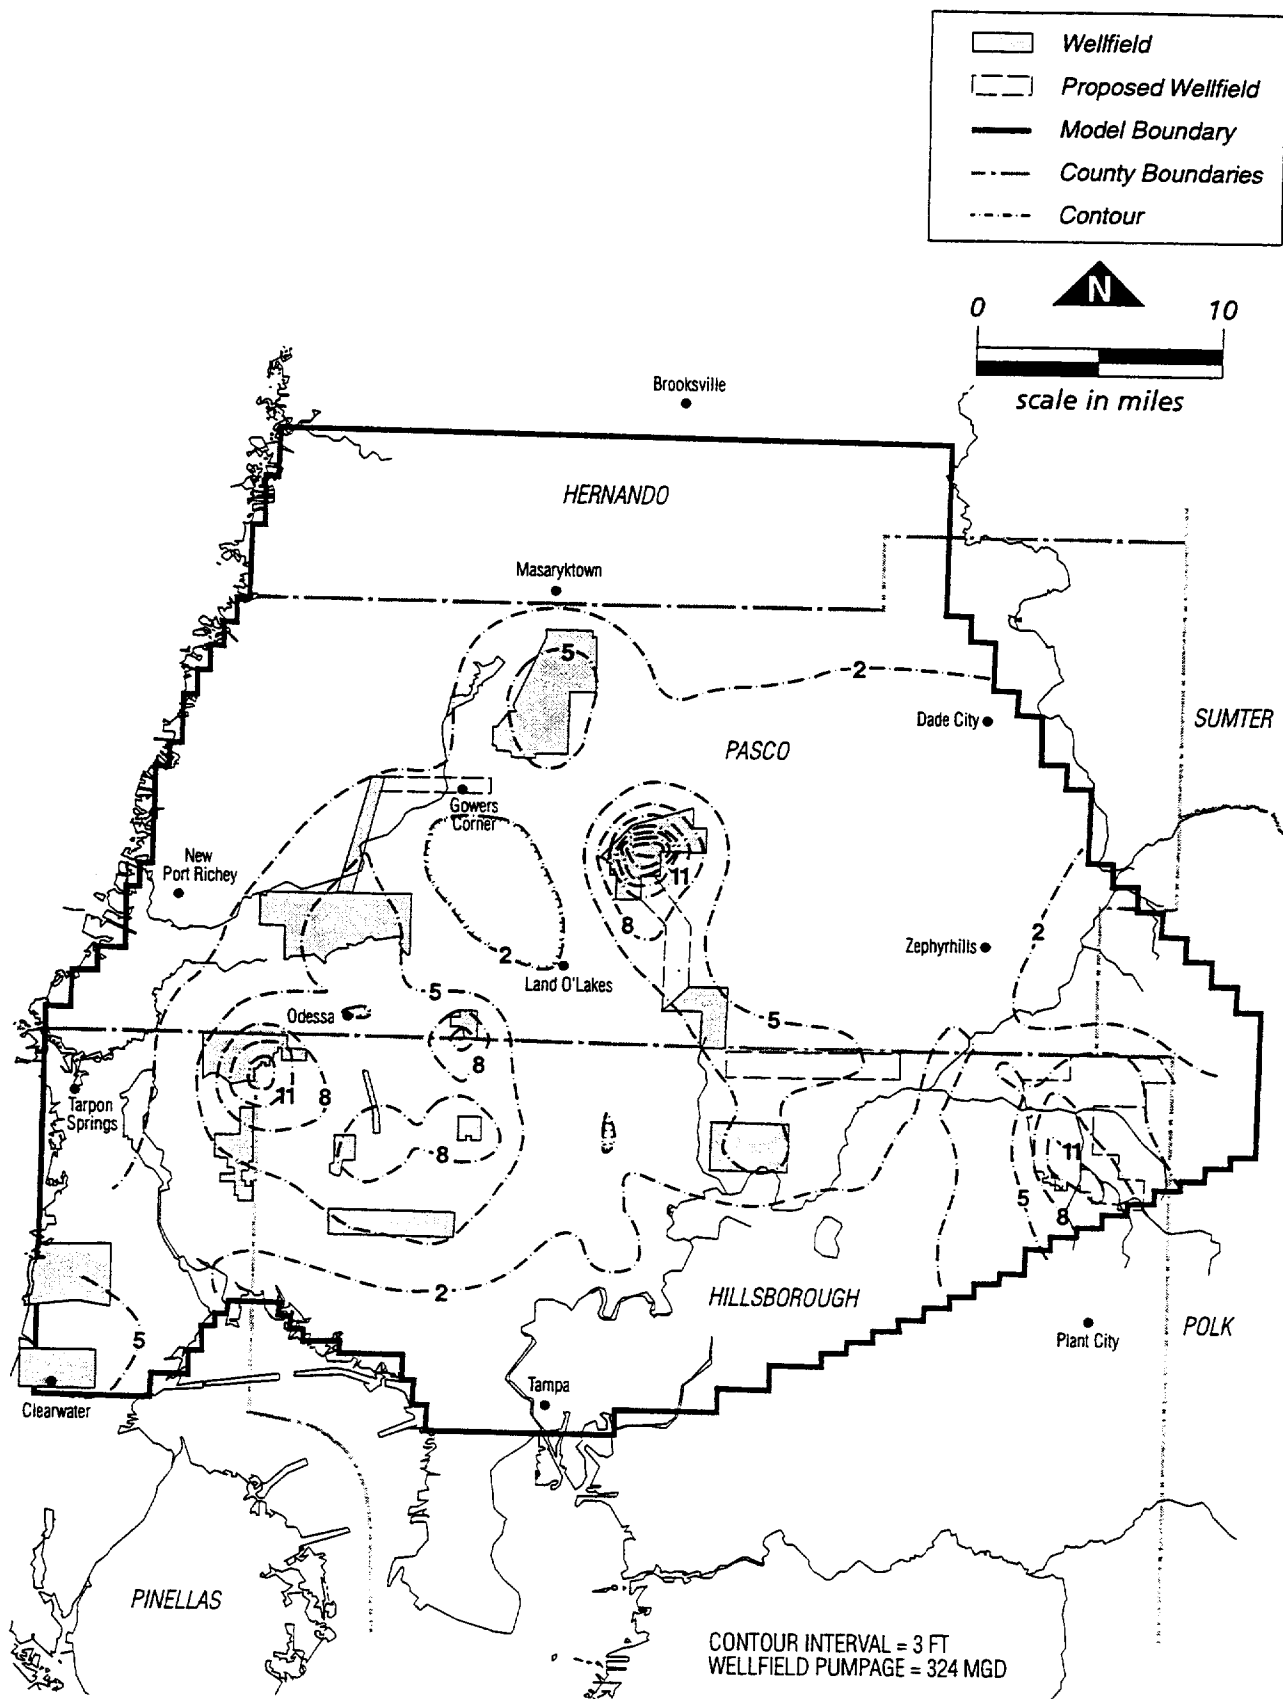 Wellfield
Proposed Wellfield
Model Boundary
County Boundaries
Contour
N
0 10
scale in miles
Brooksville
HERNANDO
Masaryktown
5
2
Dade City
SUMTER
PASCO
Gowers
Corner
New
Port Richey
11
8
2
Zephyrhills
2
Land O'Lakes
5
Odessa
5
8
11
8
Tarpon
Springs
8
11
5
8
2
HILLSBOROUGH
5
Plant City
POLK
Tampa
Clearwater
PINELLAS
CONTOUR INTERVAL = 3 FT
WELLFIELD PUMPAGE = 324 MGD